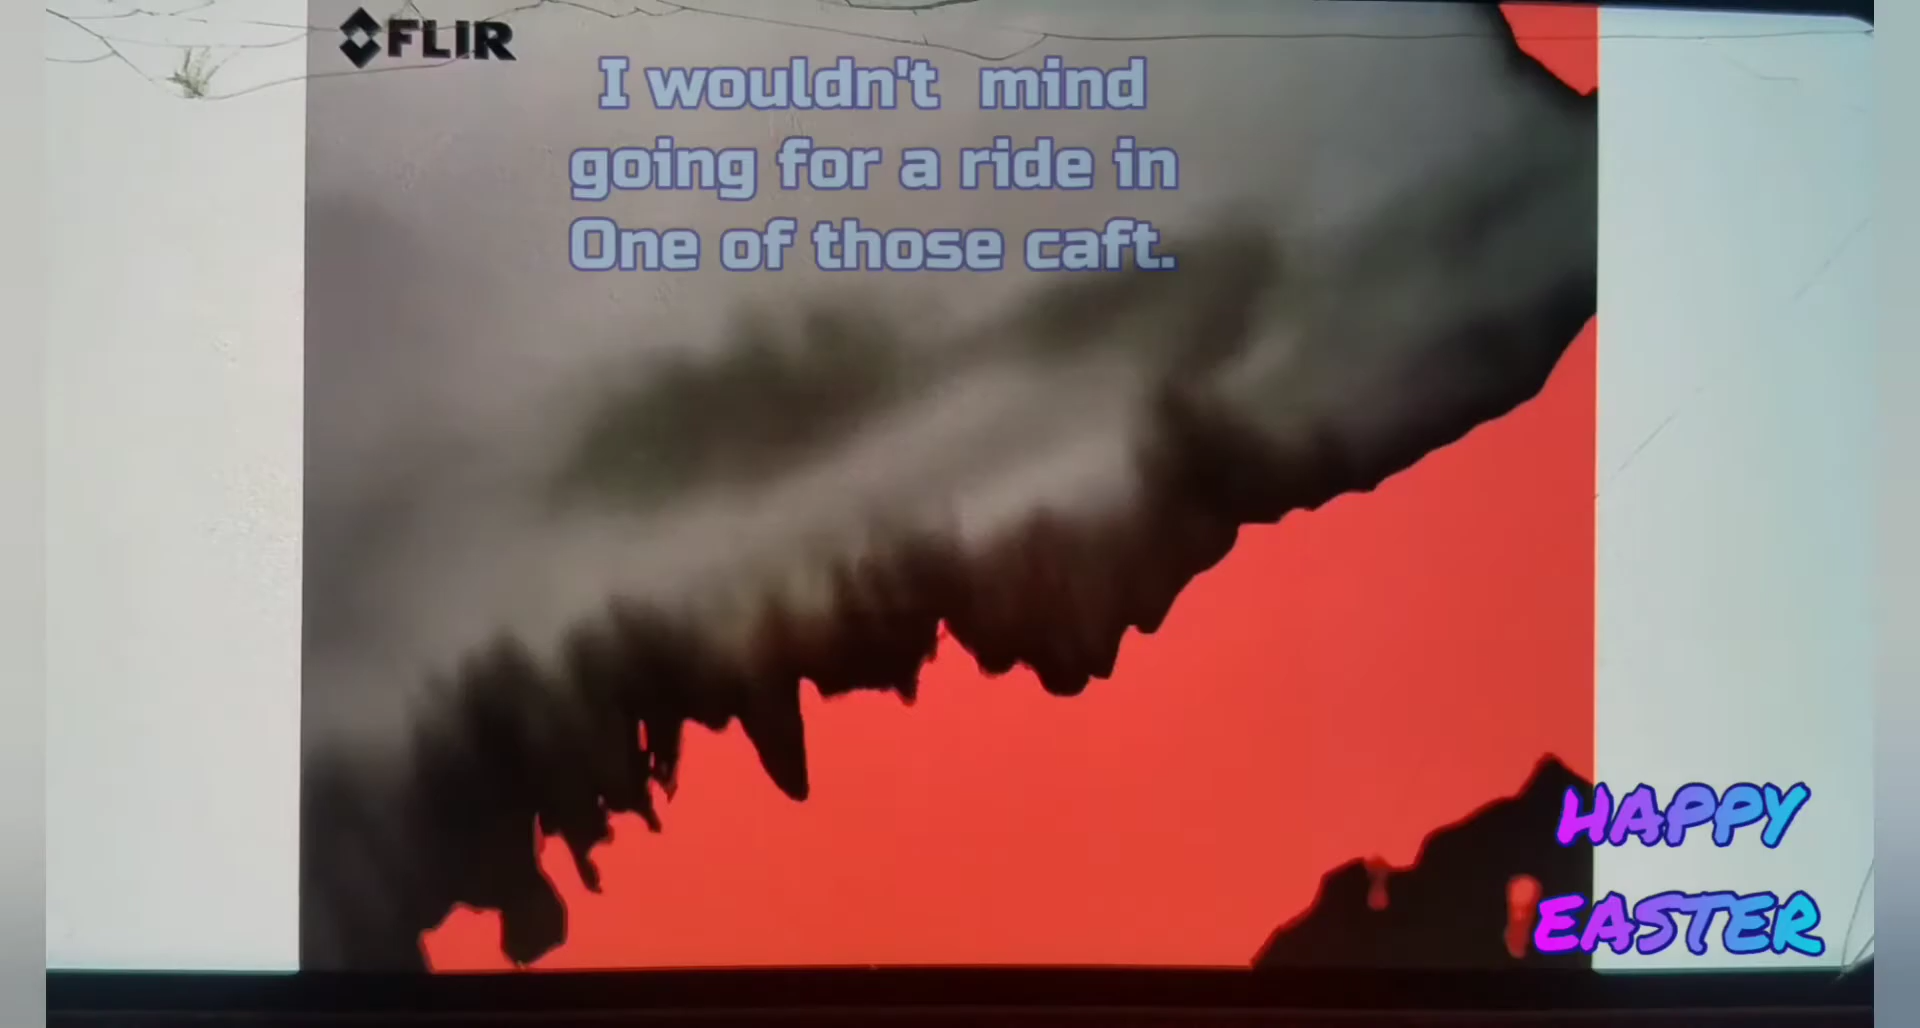 FLIR
I wouldn't mind
going for a ride in
One of those caft.
HAPPY
EASTER